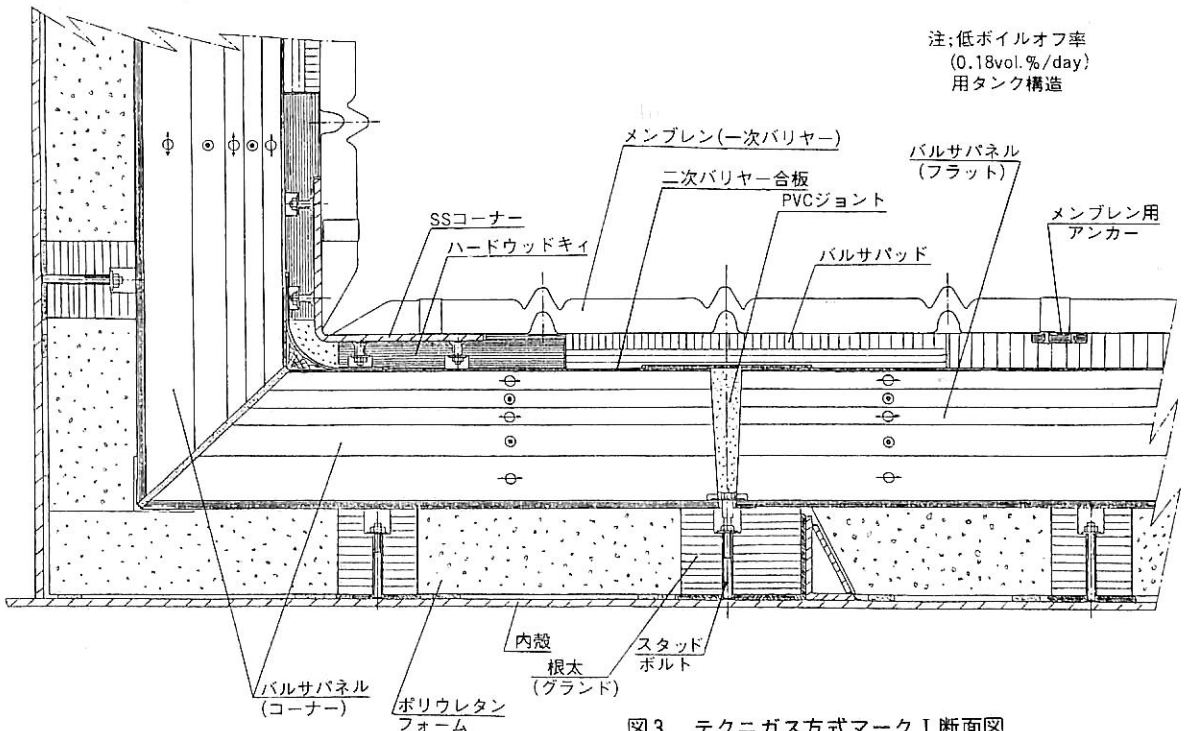 注;低ボイルオフ率
(0.18vol.%/day)
用タンク構造
メンブレン(一次バリヤー)
バルサパネル
(フラット)
二次バリヤー合板
PVCジョント
メンブレン用
アンカー
SSコーナー
ハードウッドキィ
バルサパッド
内殻
根太
(グランド)
スタッド
ボルト
バルサパネル
(コーナー)
ポリウレタン
フォーム
図3 テクニガス方式マークI断面図